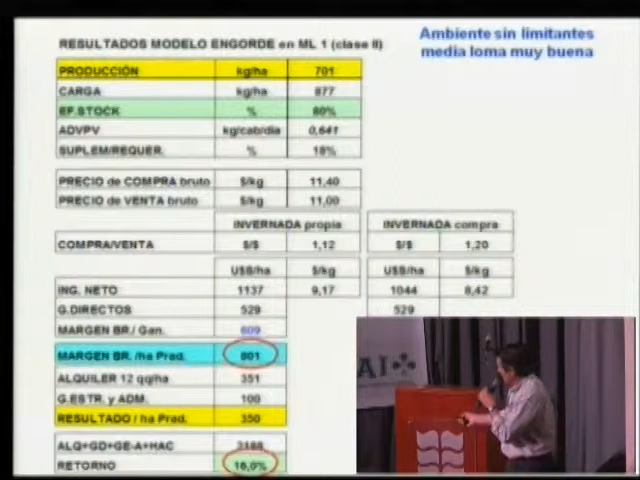 Ambiente sin limitantes
media loma muy buena
RESULTADOS MODELO ENGORDE en ML 1 (clase II)
PRODUCCIÓN kg/ha 701
CARGA kg/ha 877
EF.STOCK % 80%
ADVPV kg/cab/día 0,641
SUPLEM/REQUER. % 18%
PRECIO de COMPRA bruto $/kg 11,40
PRECIO de VENTA bruto $/kg 11,00
INVERNADA propia INVERNADA compra
COMPRA/VENTA $/$ 1,12 $/$ 1,20
U$S/ha $/kg U$S/ha $/kg
ING. NETO 1137 9,17 1044 8,42
G.DIRECTOS 529 529
MARGEN BR./ Gan. 609
MARGEN BR. /ha Prad. 801
ALQUILER 12 qq/ha 351
G.ESTR. y ADM. 100
RESULTADO / ha Prad. 350
ALQ+GD+GE-A+HAC 2188
RETORNO 16,0%